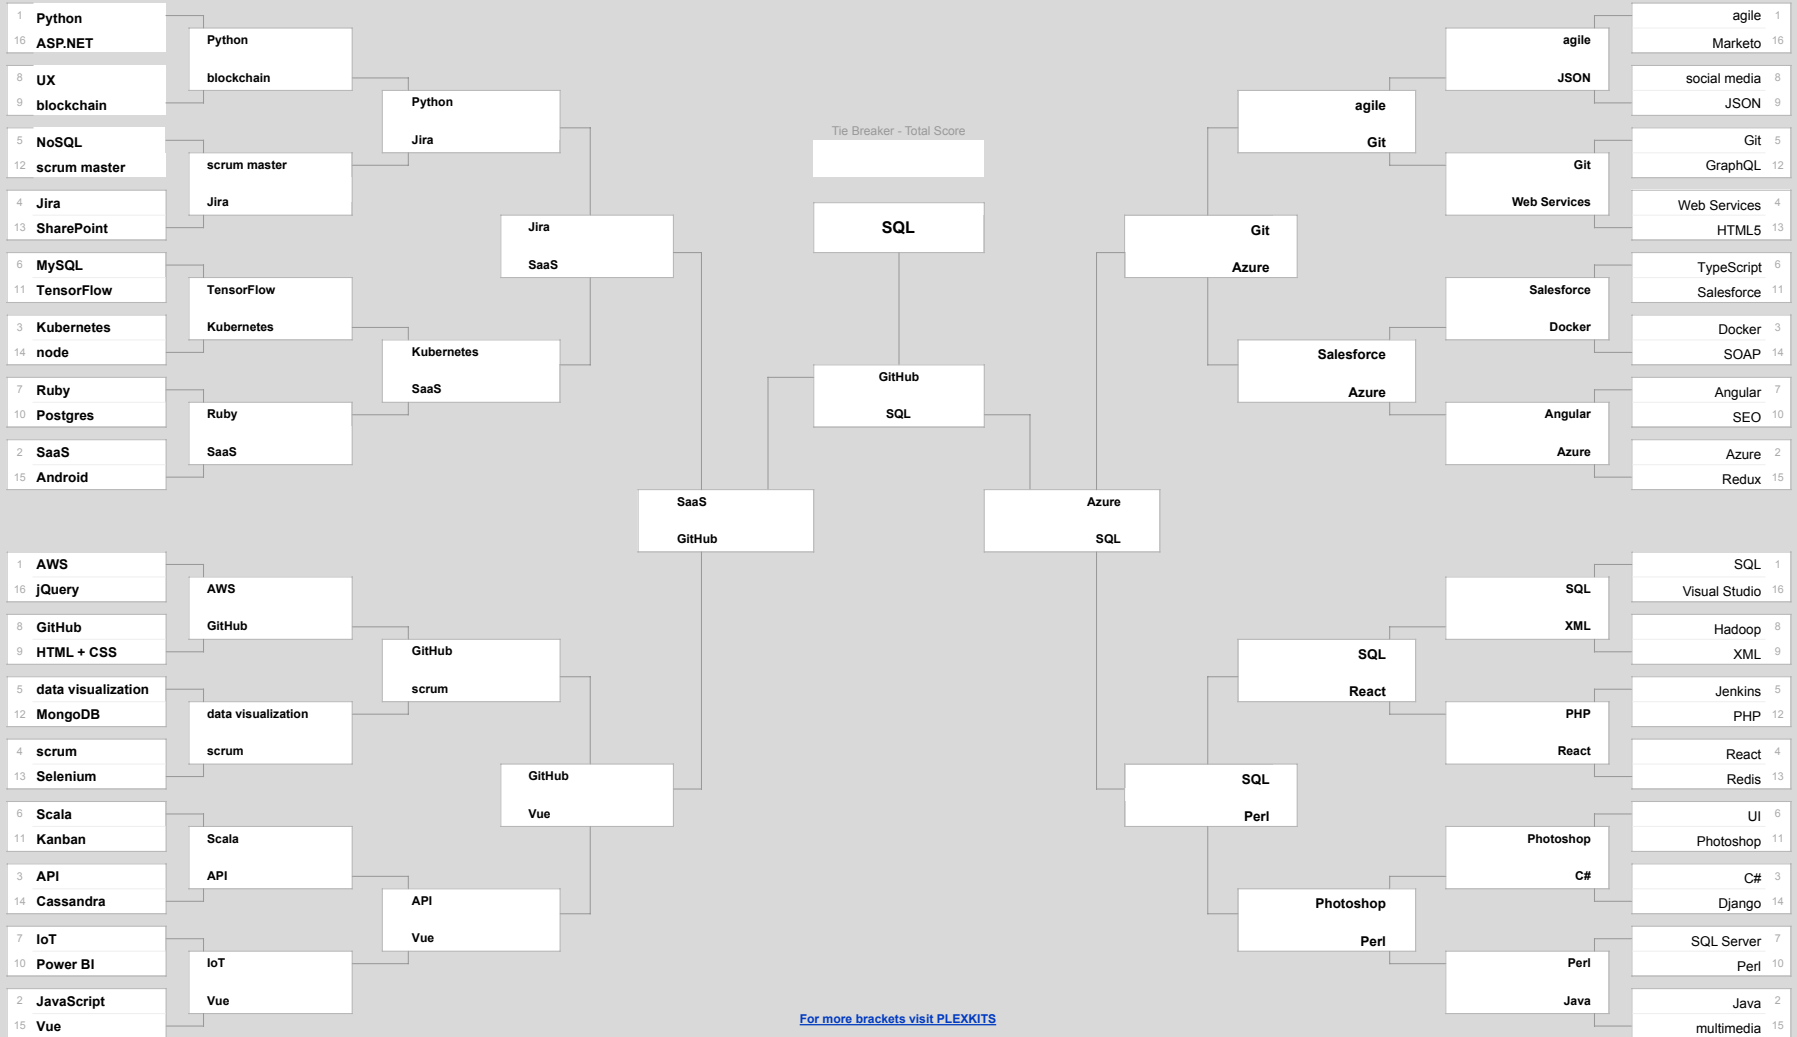 1 Python
16 ASP.NET
8 UX
9 blockchain
5 NoSQL
12 scrum master
4 Jira
13 SharePoint
6 MySQL
11 TensorFlow
3 Kubernetes
14 node
7 Ruby
10 Postgres
2 SaaS
15 Android
1 AWS
16 jQuery
8 GitHub
9 HTML + CSS
5 data visualization
12 MongoDB
4 scrum
13 Selenium
6 Scala
11 Kanban
3 API
14 Cassandra
7 IoT
10 Power BI
2 JavaScript
15 Vue
Python
blockchain
scrum master
Jira
TensorFlow
Kubernetes
Ruby
SaaS
AWS
GitHub
data visualization
scrum
Scala
API
IoT
Vue
Python
Jira
Kubernetes
SaaS
GitHub
scrum
API
Vue
Jira
SaaS
GitHub
Vue
SaaS
GitHub
Tie Breaker - Total Score
SQL
GitHub
SQL
For more brackets visit PLEXKITS
Azure
SQL
Git
Azure
SQL
Perl
agile
Git
Salesforce
Azure
SQL
React
Photoshop
Perl
agile
JSON
Git
Web Services
Salesforce
Docker
Angular
Azure
SQL
XML
PHP
React
Photoshop
C#
Perl
Java
agile 1
Marketo 16
social media 8
JSON 9
Git 5
GraphQL 12
Web Services 4
HTML5 13
TypeScript 6
Salesforce 11
Docker 3
SOAP 14
Angular 7
SEO 10
Azure 2
Redux 15
SQL 1
Visual Studio 16
Hadoop 8
XML 9
Jenkins 5
PHP 12
React 4
Redis 13
UI 6
Photoshop 11
C# 3
Django 14
SQL Server 7
Perl 10
Java 2
multimedia 15